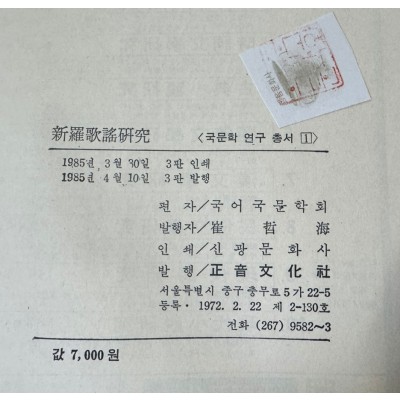 新羅歌謠硏究 〈국문학 연구 총서 1〉
1985년 3월 30일 3판 인쇄
1985년 4월 10일 3판 발행
편 자/국어국문학회
발행자/崔 哲 海
인 쇄/신광문화사
발 행/正音文化社
서울특별시 중구 충무로 5가 22-5
등록·1972. 2. 22 제 2-130호
전화 (267) 9582~3
값 7,000원